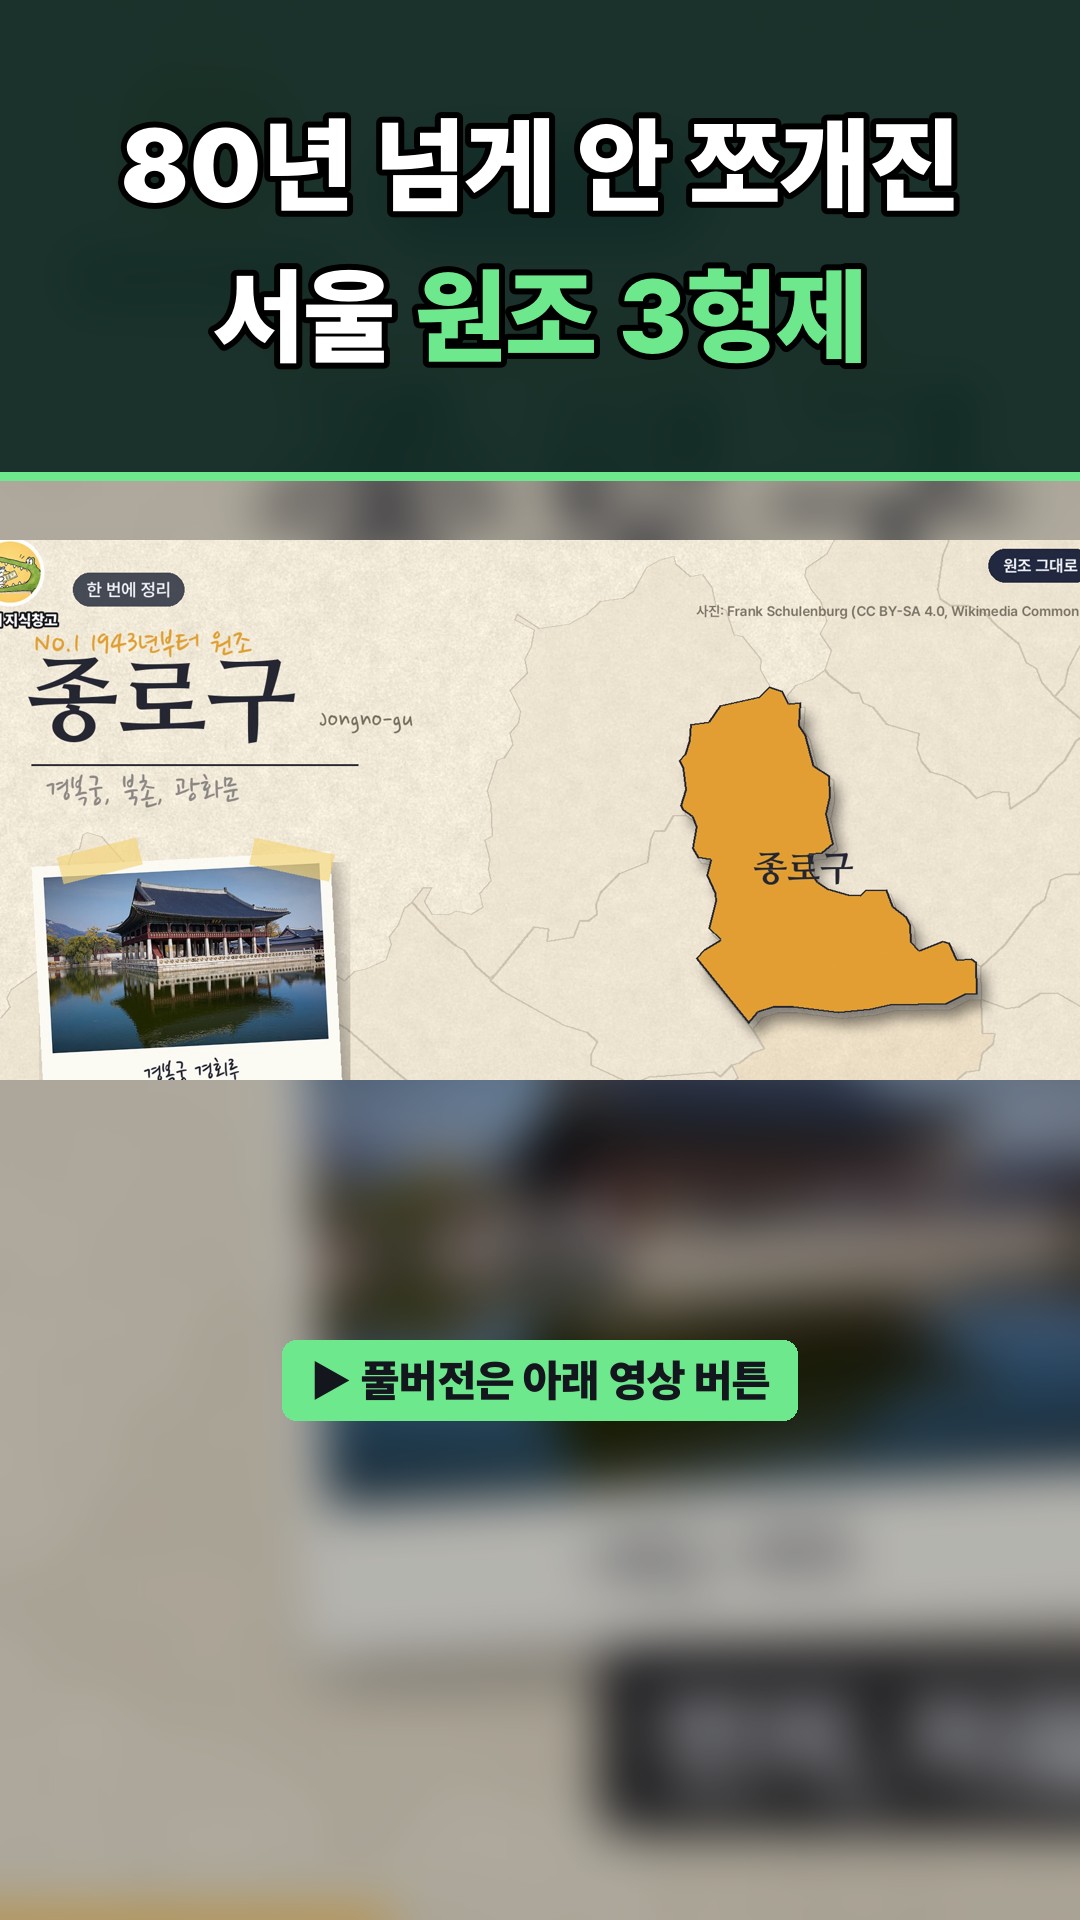 80년 넘게 안 쪼개진
서울 원조 3형제
한 번에 정리
원조 그대로
지식창고
사진: Frank Schulenburg (CC BY-SA 4.0, Wikimedia Common
No.1 1943년부터 원조
종로구
Jongno-gu
경복궁, 북촌, 광화문
종로구
경복궁 경회루
▶ 풀버전은 아래 영상 버튼